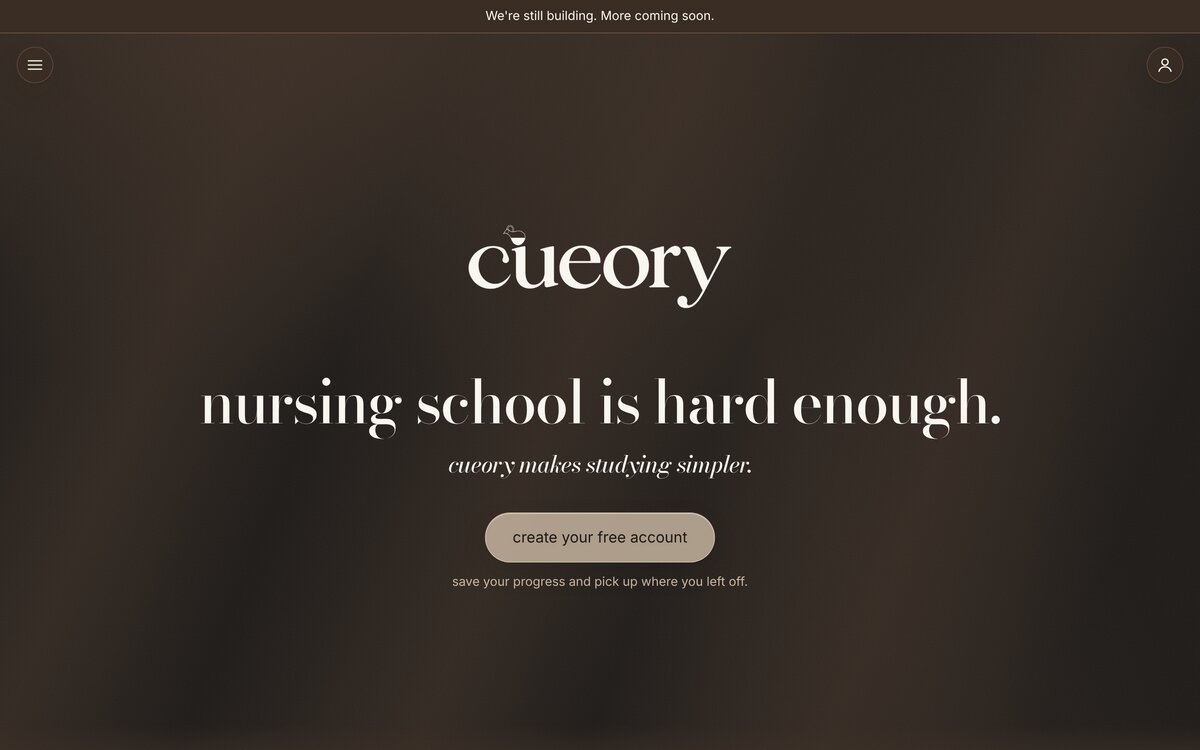 We're still building. More coming soon.
cueory
nursing school is hard enough.
cueory makes studying simpler.
create your free account
save your progress and pick up where you left off.